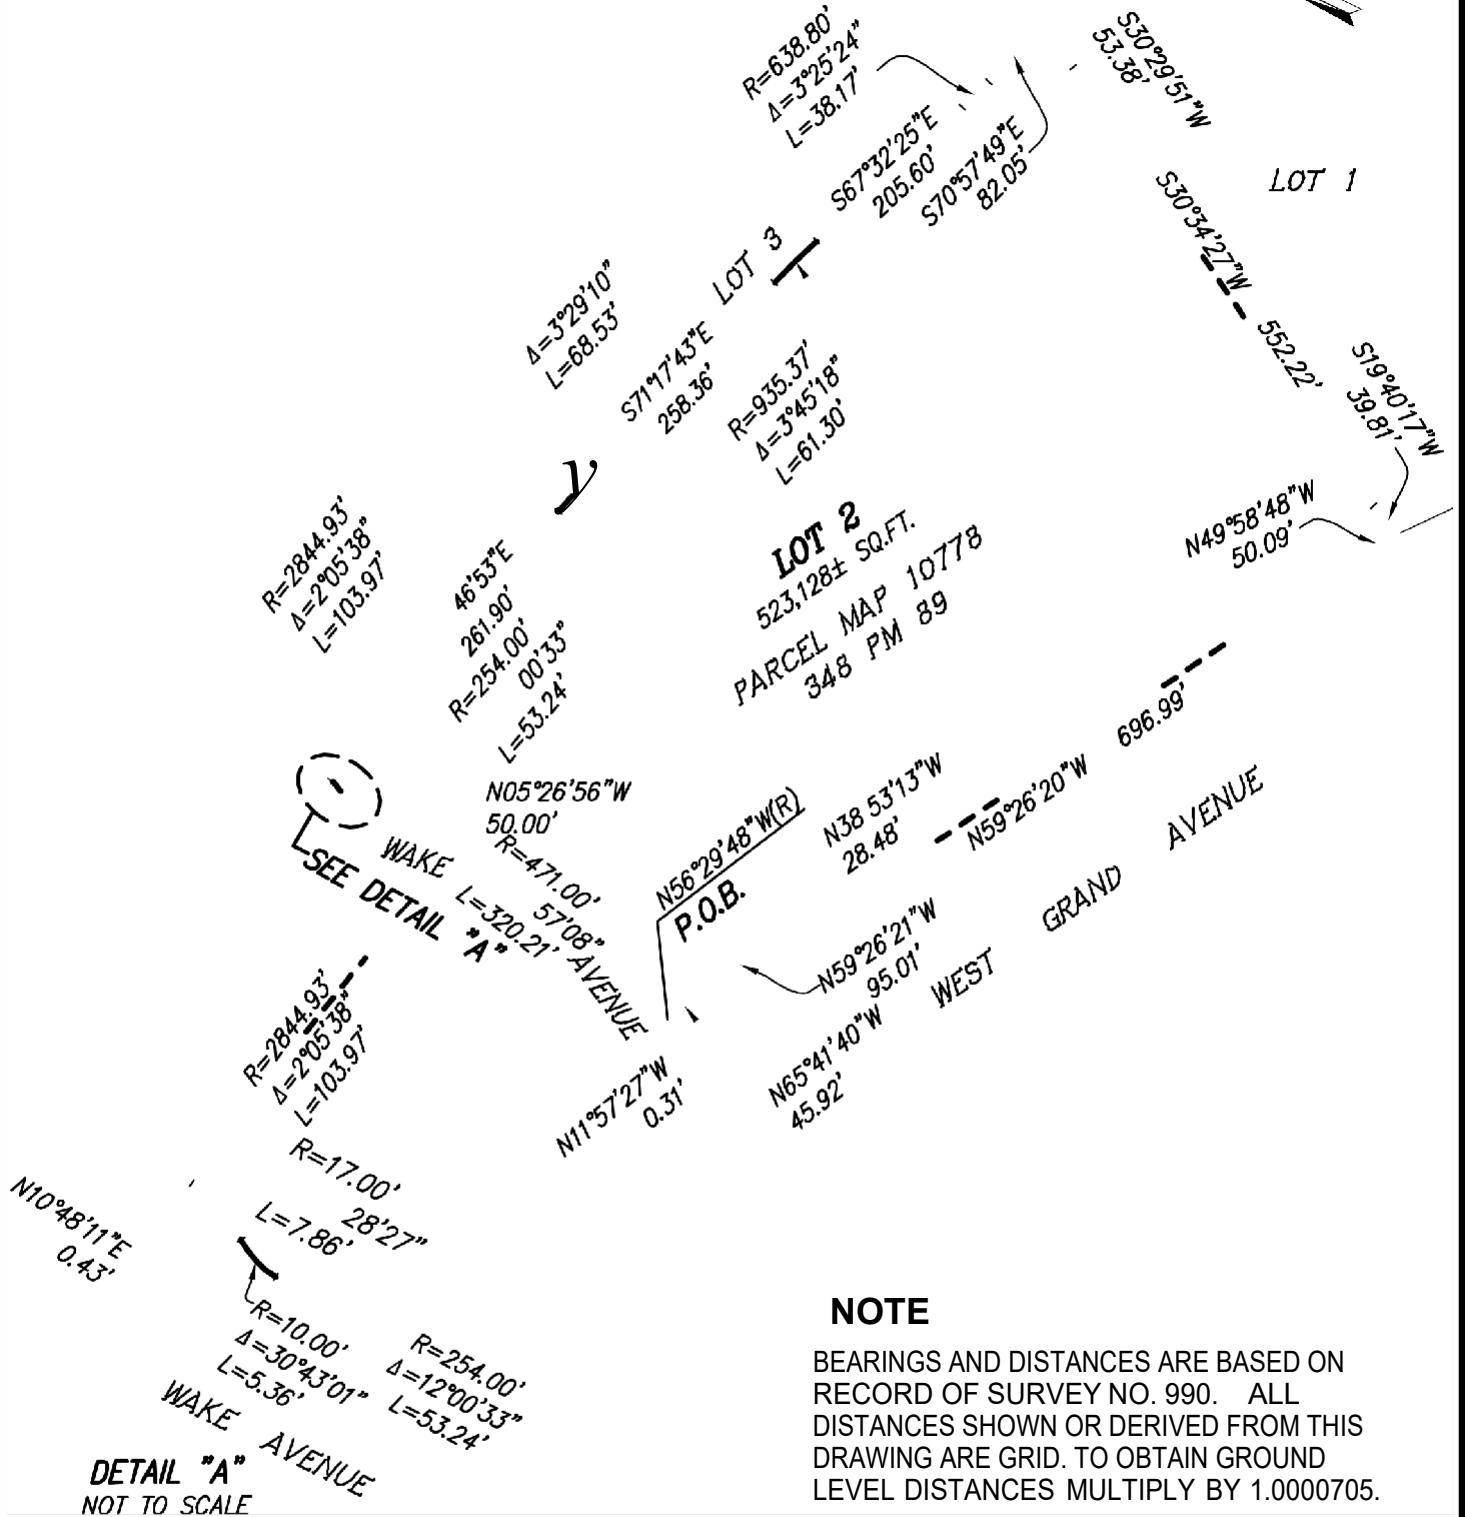 R=638.80'
Δ=3°25'24"
L=38.17'
S30°29'51"W
53.38'
S67°32'25"E
205.60'
S70°57'49"E
82.05'
LOT 1
S30°34'27"W
552.22'
LOT 3
Δ=3°29'10"
L=68.53'
S71°17'43"E
258.36'
R=935.37'
Δ=3°45'18"
L=61.30'
S19°40'17"W
39.81'
y
N49°58'48"W
50.09'
R=2844.93'
Δ=2°05'38"
L=103.97'
46'53"E
261.90'
R=254.00'
00'33"
L=53.24'
LOT 2
523,128± SQ.FT.
PARCEL MAP 10778
348 PM 89
696.99'
N05°26'56"W
50.00'
R=471.00'
57'08"
L=320.21'
WAKE AVENUE
SEE DETAIL "A"
N56°29'48"W(R)
P.O.B.
N38 53'13"W
28.48'
N59°26'20"W
WEST GRAND AVENUE
N59°26'21"W
95.01'
N65°41'40"W
45.92'
N11°57'27"W
0.31'
R=2844.93'
Δ=2°05'38"
L=103.97'
R=17.00'
28'27"
L=7.86'
N10°48'11"E
0.43'
R=10.00'
Δ=30°43'01"
L=5.36'
R=254.00'
Δ=12°00'33"
L=53.24'
WAKE AVENUE
DETAIL "A"
NOT TO SCALE
NOTE
BEARINGS AND DISTANCES ARE BASED ON
RECORD OF SURVEY NO. 990. ALL
DISTANCES SHOWN OR DERIVED FROM THIS
DRAWING ARE GRID. TO OBTAIN GROUND
LEVEL DISTANCES MULTIPLY BY 1.0000705.